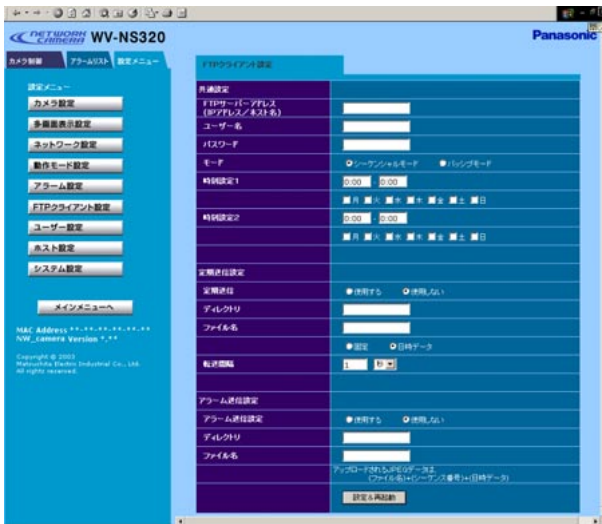 NETWORK CAMERA WV-NS320
Panasonic
カメラ制御 アラームリスト 設定メニュー
設定メニュー
カメラ設定
多画面表示設定
ネットワーク設定
動作モード設定
アラーム設定
FTPクライアント設定
ユーザー設定
ホスト設定
システム設定
メインメニューへ
MAC Address **.**.**.**.**.**
NW_camera Version *.**
Copyright © 2003
Matsushita Electric Industrial Co., Ltd.
All rights reserved.
FTPクライアント設定
共通設定
FTPサーバーアドレス
(IPアドレス/ホスト名)
ユーザー名
パスワード
モード シーケンシャルモード パッシブモード
時刻設定1 0:00 - 0:00
月 火 水 木 金 土 日
時刻設定2 0:00 - 0:00
月 火 水 木 金 土 日
定期送信設定
定期送信 使用する 使用しない
ディレクトリ
ファイル名
固定 日時データ
転送間隔 1 秒
アラーム送信設定
アラーム送信設定 使用する 使用しない
ディレクトリ
ファイル名
アップロードされるJPEGデータは、
(ファイル名)+(シーケンス番号)+(日時データ)
設定&再起動